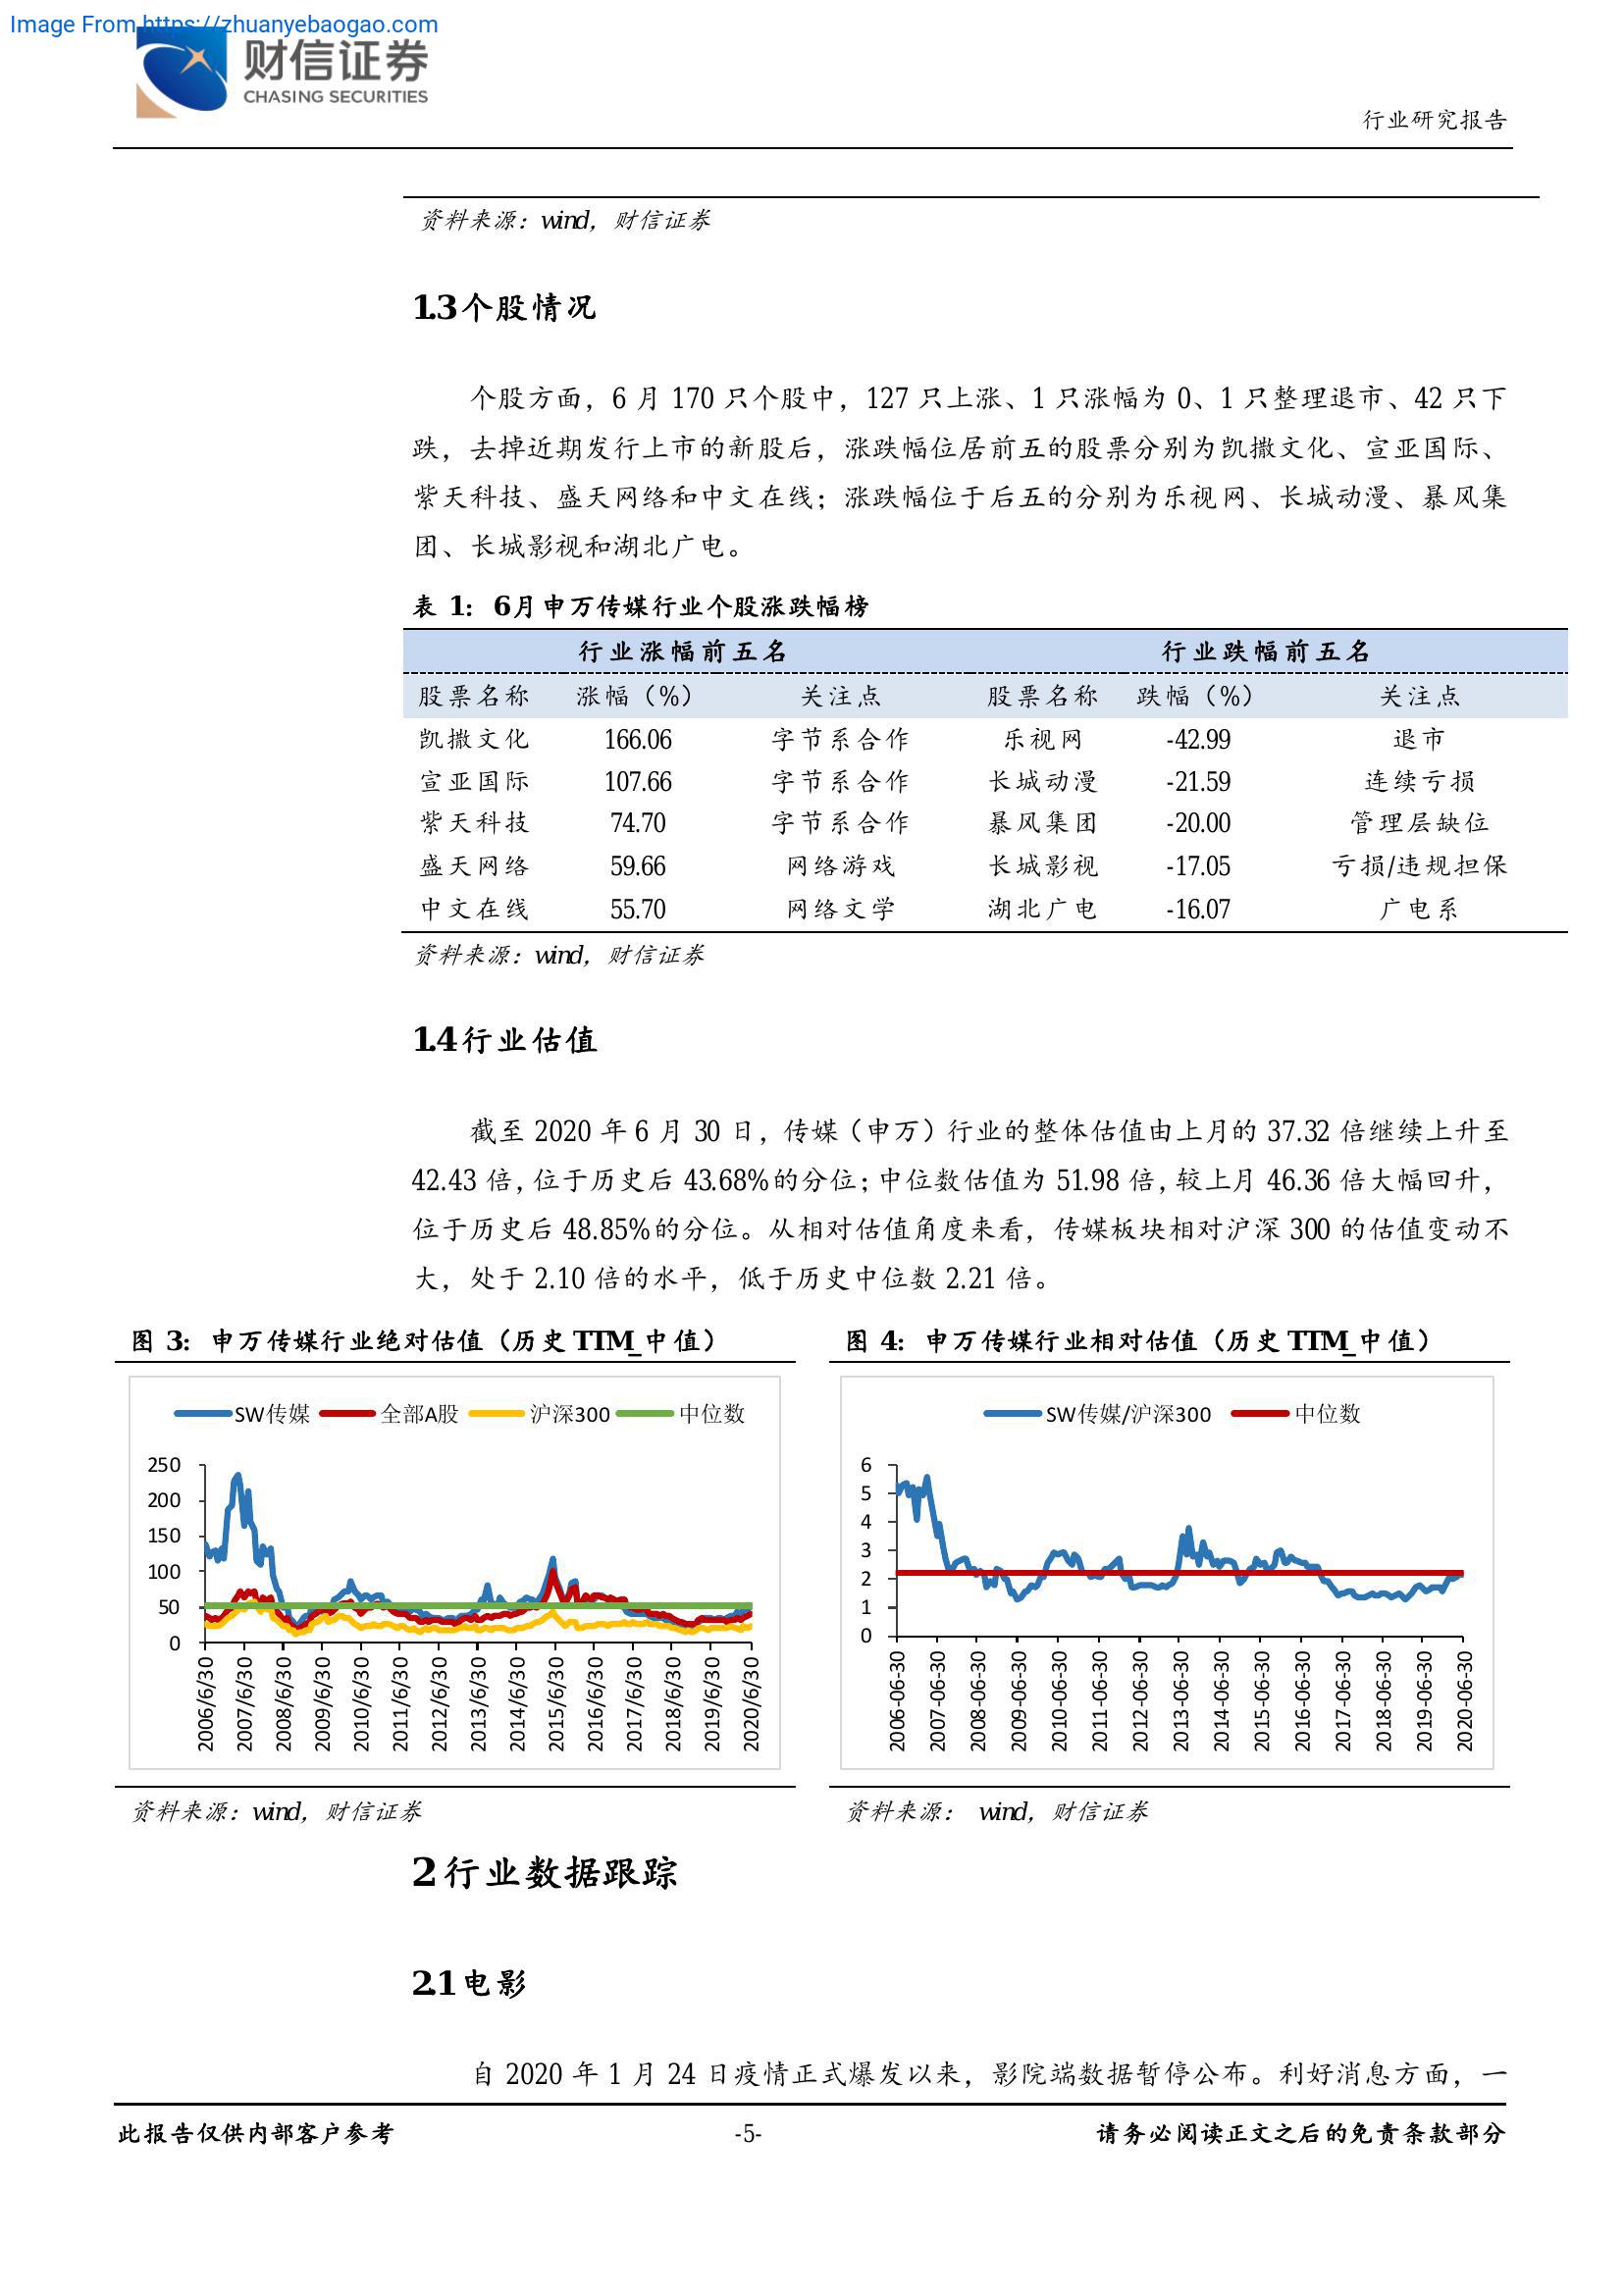 Image From https://zhuanyebaogao.com
财信证券
CHASING SECURITIES
行业研究报告
资料来源：wind，财信证券
1.3 个股情况
个股方面，6 月 170 只个股中，127 只上涨、1 只涨幅为 0、1 只整理退市、42 只下
跌，去掉近期发行上市的新股后，涨跌幅位居前五的股票分别为凯撒文化、宣亚国际、
紫天科技、盛天网络和中文在线；涨跌幅位于后五的分别为乐视网、长城动漫、暴风集
团、长城影视和湖北广电。
表 1：6月申万传媒行业个股涨跌幅榜
行业涨幅前五名 行业跌幅前五名
股票名称 涨幅（%） 关注点 股票名称 跌幅（%） 关注点
凯撒文化 166.06 字节系合作 乐视网 -42.99 退市
宣亚国际 107.66 字节系合作 长城动漫 -21.59 连续亏损
紫天科技 74.70 字节系合作 暴风集团 -20.00 管理层缺位
盛天网络 59.66 网络游戏 长城影视 -17.05 亏损/违规担保
中文在线 55.70 网络文学 湖北广电 -16.07 广电系
资料来源：wind，财信证券
1.4 行业估值
截至 2020 年 6 月 30 日，传媒（申万）行业的整体估值由上月的 37.32 倍继续上升至
42.43 倍，位于历史后 43.68%的分位；中位数估值为 51.98 倍，较上月 46.36 倍大幅回升，
位于历史后 48.85%的分位。从相对估值角度来看，传媒板块相对沪深 300 的估值变动不
大，处于 2.10 倍的水平，低于历史中位数 2.21 倍。
图 3：申万传媒行业绝对估值（历史 TTM_中值）
SW传媒 全部A股 沪深300 中位数
250
200
150
100
50
0
2006/6/30
2007/6/30
2008/6/30
2009/6/30
2010/6/30
2011/6/30
2012/6/30
2013/6/30
2014/6/30
2015/6/30
2016/6/30
2017/6/30
2018/6/30
2019/6/30
2020/6/30
资料来源：wind，财信证券
图 4：申万传媒行业相对估值（历史 TTM_中值）
SW传媒/沪深300 中位数
6
5
4
3
2
1
0
2006-06-30
2007-06-30
2008-06-30
2009-06-30
2010-06-30
2011-06-30
2012-06-30
2013-06-30
2014-06-30
2015-06-30
2016-06-30
2017-06-30
2018-06-30
2019-06-30
2020-06-30
资料来源： wind，财信证券
2 行业数据跟踪
2.1 电影
自 2020 年 1 月 24 日疫情正式爆发以来，影院端数据暂停公布。利好消息方面，一
此报告仅供内部客户参考 -5- 请务必阅读正文之后的免责条款部分